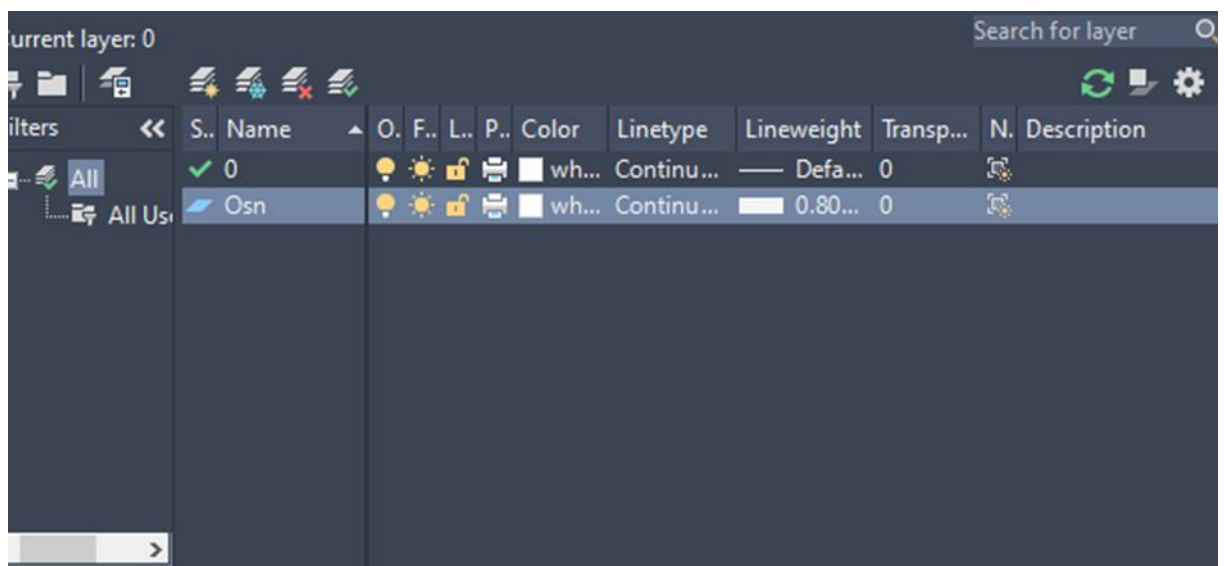 urrent layer: 0
Search for layer
ilters
S.. Name O. F.. L.. P.. Color Linetype Lineweight Transp... N. Description
All
0 wh... Continu... Defa... 0
All Us
Osn wh... Continu... 0.80... 0